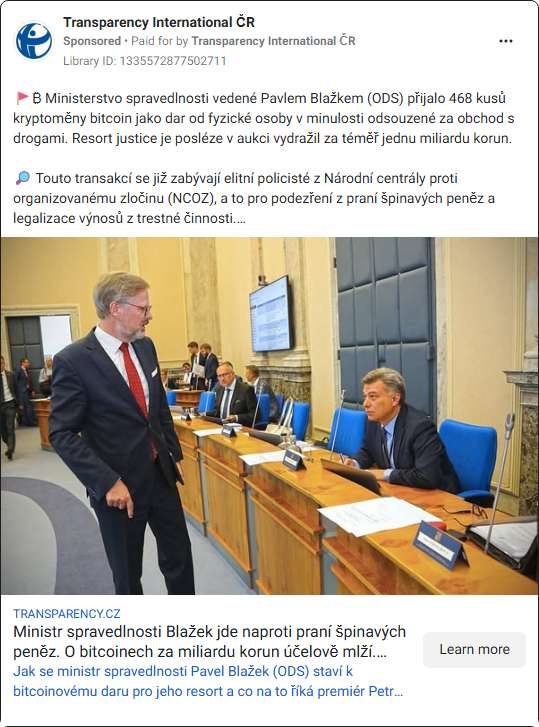 Transparency International ČR
Sponsored • Paid for by Transparency International ČR
Library ID: 1335572877502711
🚩₿ Ministerstvo spravedlnosti vedené Pavlem Blažkem (ODS) přijalo 468 kusů
kryptoměny bitcoin jako dar od fyzické osoby v minulosti odsouzené za obchod s
drogami. Resort justice je posléze v aukci vydražil za téměř jednu miliardu korun.
🔎 Touto transakcí se již zabývají elitní policisté z Národní centrály proti
organizovanému zločinu (NCOZ), a to pro podezření z praní špinavých peněz a
legalizace výnosů z trestné činnosti....
TRANSPARENCY.CZ
Ministr spravedlnosti Blažek jde naproti praní špinavých
peněz. O bitcoinech za miliardu korun účelově mlží....
Learn more
Jak se ministr spravedlnosti Pavel Blažek (ODS) staví k
bitcoinovému daru pro jeho resort a co na to říká premiér Petr...